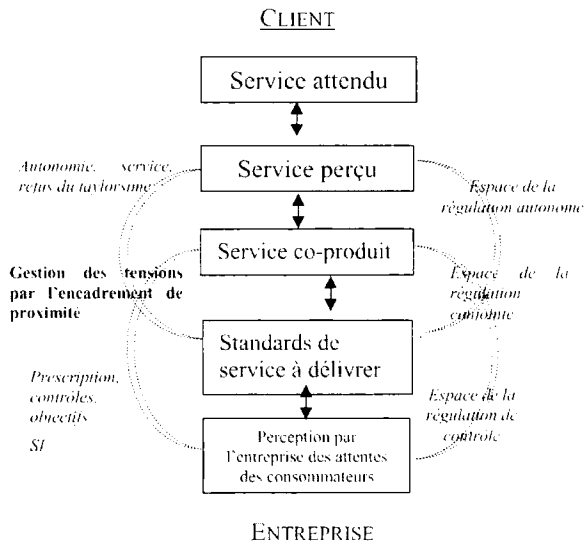 CLIENT
Service attendu
Autonomie, service,
refus du taylorsime
Service perçu
Espace de la
régulation autonome
Service co-produit
Gestion des tensions
par l'encadrement de
proximité
Espace de la
régulation
conjointe
Standards de
service à délivrer
Prescription,
contrôles,
objectifs
SI
Espace de la
régulation de
contrôle
Perception par
l'entreprise des attentes
des consommateurs
ENTREPRISE